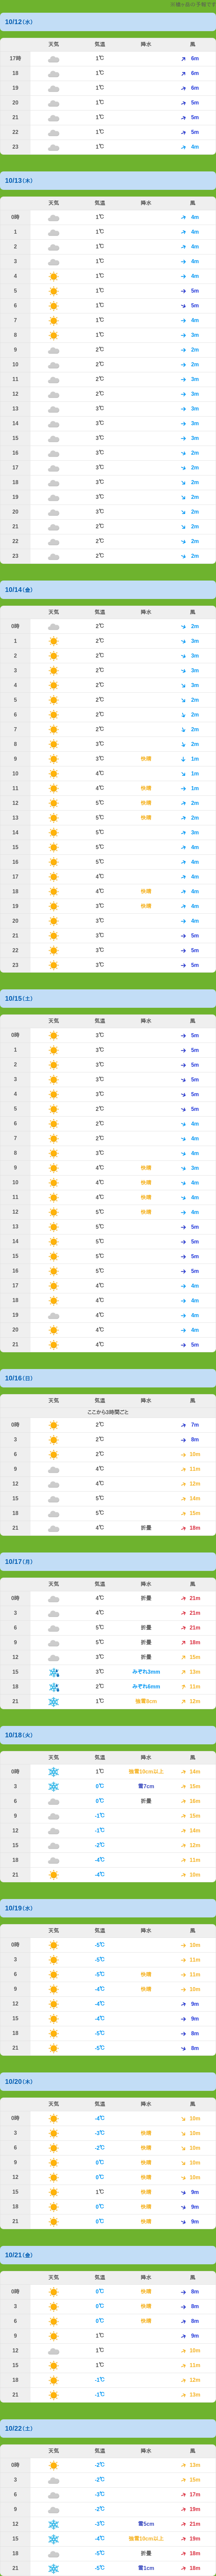 10/12(水)
天気 気温 降水 風
17時 1℃ 6m
18 1℃ 6m
19 1℃ 6m
20 1℃ 5m
21 1℃ 5m
22 1℃ 5m
23 1℃ 4m
10/13(木)
天気 気温 降水 風
0時 1℃ 4m
1 1℃ 4m
2 1℃ 4m
3 1℃ 4m
4 1℃ 4m
5 1℃ 5m
6 1℃ 5m
7 1℃ 4m
8 1℃ 3m
9 2℃ 2m
10 2℃ 2m
11 2℃ 3m
12 2℃ 3m
13 3℃ 3m
14 3℃ 3m
15 3℃ 3m
16 3℃ 2m
17 3℃ 2m
18 3℃ 2m
19 3℃ 2m
20 3℃ 2m
21 2℃ 2m
22 2℃ 2m
23 2℃ 2m
10/14(金)
天気 気温 降水 風
0時 2℃ 2m
1 2℃ 3m
2 2℃ 3m
3 2℃ 3m
4 2℃ 3m
5 2℃ 2m
6 2℃ 2m
7 2℃ 2m
8 3℃ 2m
9 3℃ 快晴 1m
10 4℃ 1m
11 4℃ 快晴 1m
12 5℃ 快晴 2m
13 5℃ 快晴 2m
14 5℃ 3m
15 5℃ 4m
16 5℃ 4m
17 4℃ 4m
18 4℃ 快晴 4m
19 3℃ 快晴 4m
20 3℃ 4m
21 3℃ 5m
22 3℃ 5m
23 3℃ 5m
10/15(土)
天気 気温 降水 風
0時 3℃ 5m
1 3℃ 5m
2 3℃ 5m
3 3℃ 5m
4 3℃ 5m
5 2℃ 5m
6 2℃ 4m
7 2℃ 4m
8 3℃ 4m
9 4℃ 快晴 3m
10 4℃ 快晴 4m
11 4℃ 快晴 4m
12 5℃ 快晴 4m
13 5℃ 5m
14 5℃ 5m
15 5℃ 5m
16 5℃ 5m
17 4℃ 4m
18 4℃ 4m
19 4℃ 4m
20 4℃ 4m
21 4℃ 5m
10/16(日)
天気 気温 降水 風
ここから3時間ごと
0時 2℃ 7m
3 2℃ 8m
6 2℃ 10m
9 4℃ 11m
12 4℃ 12m
15 5℃ 14m
18 5℃ 15m
21 4℃ 折曇 18m
10/17(月)
天気 気温 降水 風
0時 4℃ 折曇 21m
3 4℃ 21m
6 5℃ 折曇 21m
9 5℃ 折曇 18m
12 3℃ 折曇 15m
15 3℃ みぞれ3mm 13m
18 2℃ みぞれ6mm 11m
21 1℃ 強雪8cm 12m
10/18(火)
天気 気温 降水 風
0時 1℃ 強雪10cm以上 14m
3 0℃ 雪7cm 15m
6 0℃ 折曇 16m
9 -1℃ 15m
12 -1℃ 14m
15 -2℃ 12m
18 -4℃ 11m
21 -4℃ 10m
10/19(水)
天気 気温 降水 風
0時 -5℃ 10m
3 -5℃ 11m
6 -5℃ 快晴 11m
9 -4℃ 快晴 10m
12 -4℃ 9m
15 -4℃ 9m
18 -5℃ 8m
21 -5℃ 8m
10/20(木)
天気 気温 降水 風
0時 -4℃ 10m
3 -3℃ 快晴 10m
6 -2℃ 快晴 10m
9 0℃ 快晴 10m
12 0℃ 快晴 10m
15 1℃ 快晴 9m
18 0℃ 快晴 9m
21 0℃ 快晴 9m
10/21(金)
天気 気温 降水 風
0時 0℃ 快晴 8m
3 0℃ 快晴 8m
6 0℃ 快晴 8m
9 1℃ 9m
12 1℃ 10m
15 1℃ 11m
18 -1℃ 12m
21 -1℃ 13m
10/22(土)
天気 気温 降水 風
0時 -2℃ 13m
3 -2℃ 15m
6 -3℃ 17m
9 -2℃ 19m
12 -3℃ 雪5cm 21m
15 -4℃ 強雪10cm以上 19m
18 -5℃ 折曇 18m
21 -5℃ 雪1cm 18m